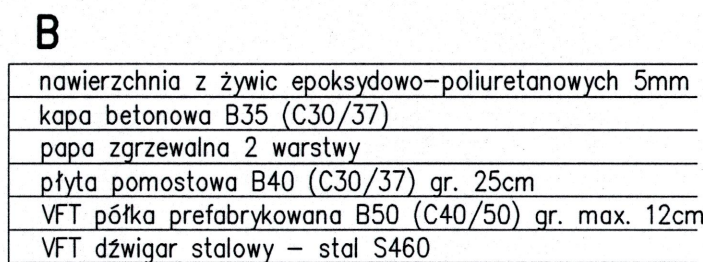 B
nawierzchnia z żywic epoksydowo-poliuretanowych 5mm
kapa betonowa B35 (C30/37)
papa zgrzewalna 2 warstwy
płyta pomostowa B40 (C30/37) gr. 25cm
VFT półka prefabrykowana B50 (C40/50) gr. max. 12cm
VFT dźwigar stalowy – stal S460